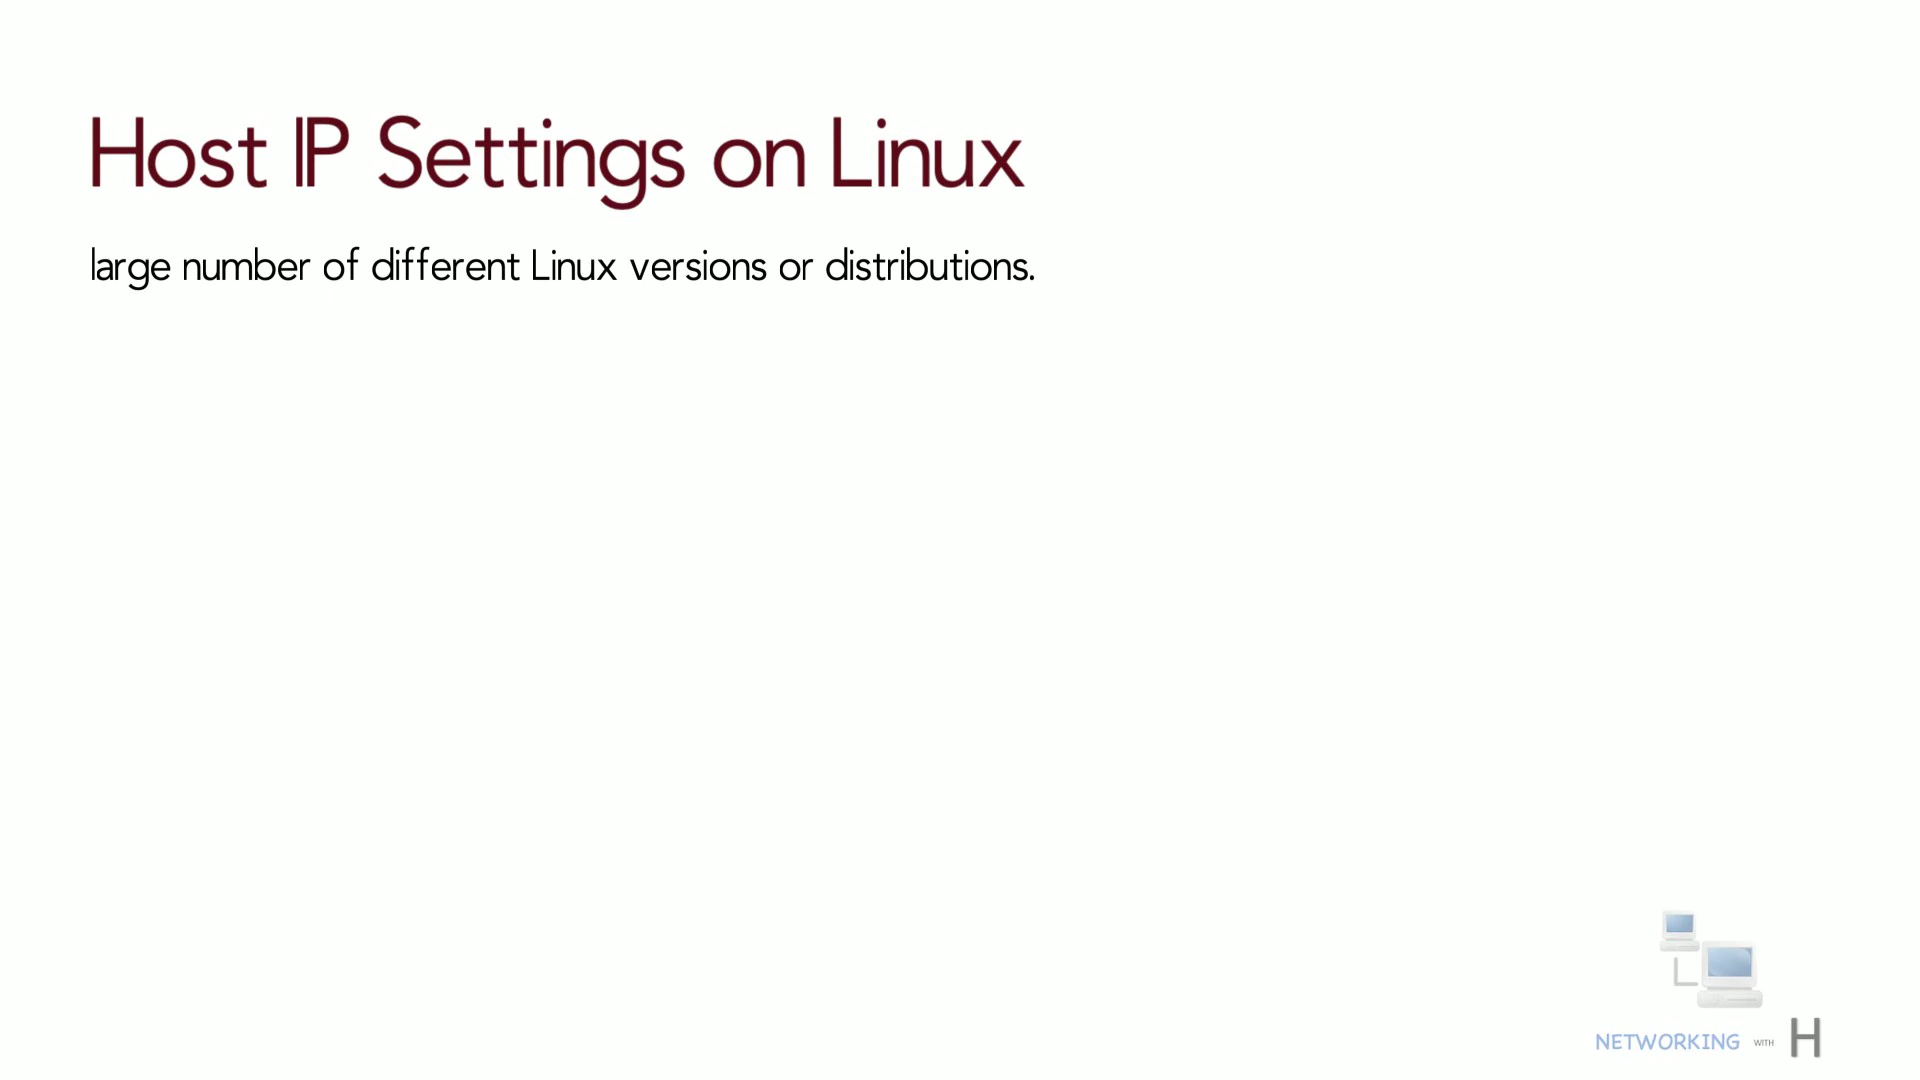 Host IP Settings on Linux
large number of different Linux versions or distributions.
NETWORKING WITH H